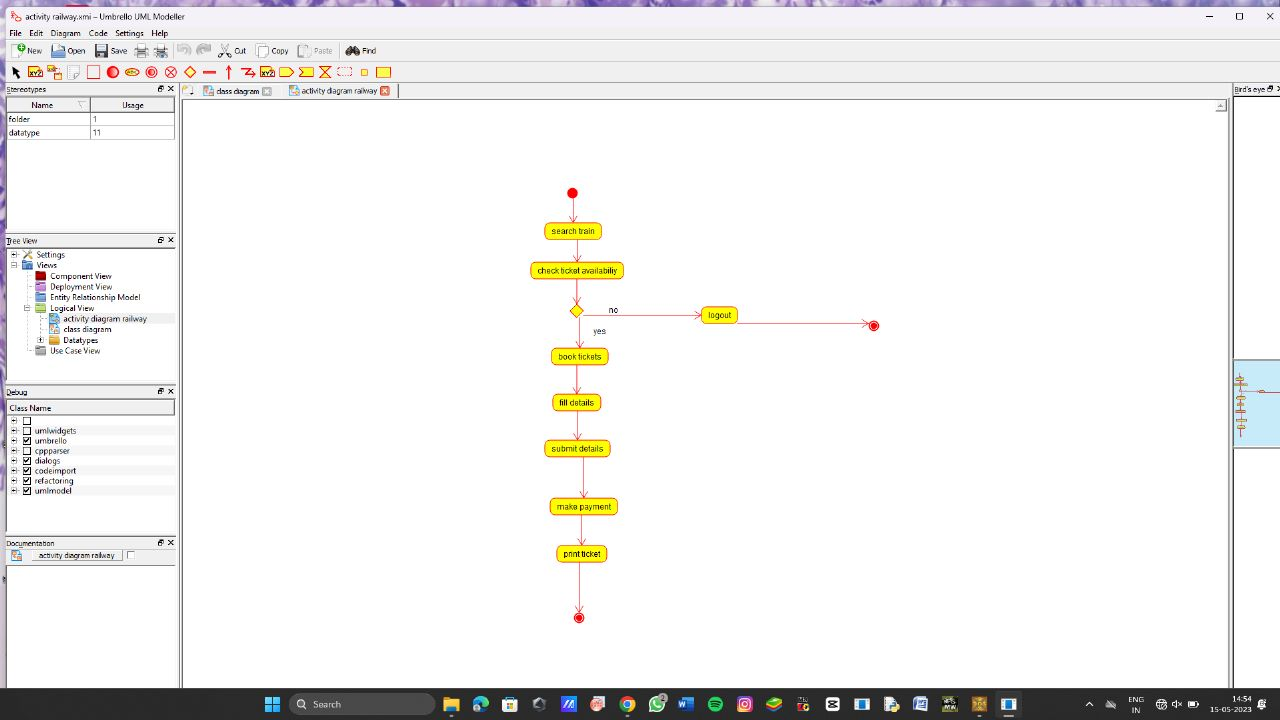 activity railway.xmi – Umbrello UML Modeller
File Edit Diagram Code Settings Help
New Open Save Cut Copy Paste Find
Stereotypes
Name Usage
folder 1
datatype 11
class diagram activity diagram railway
Bird's eye
Tree View
Settings
Views
Component View
Deployment View
Entity Relationship Model
Logical View
activity diagram railway
class diagram
Datatypes
Use Case View
Debug
Class Name
umlwidgets
umbrello
cppparser
dialogs
codeimport
refactoring
umlmodel
Documentation
activity diagram railway
search train
check ticket availabiliy
no
logout
yes
book tickets
fill details
submit details
make payment
print ticket
Search
2
ENG
IN
14:54
15-05-2023